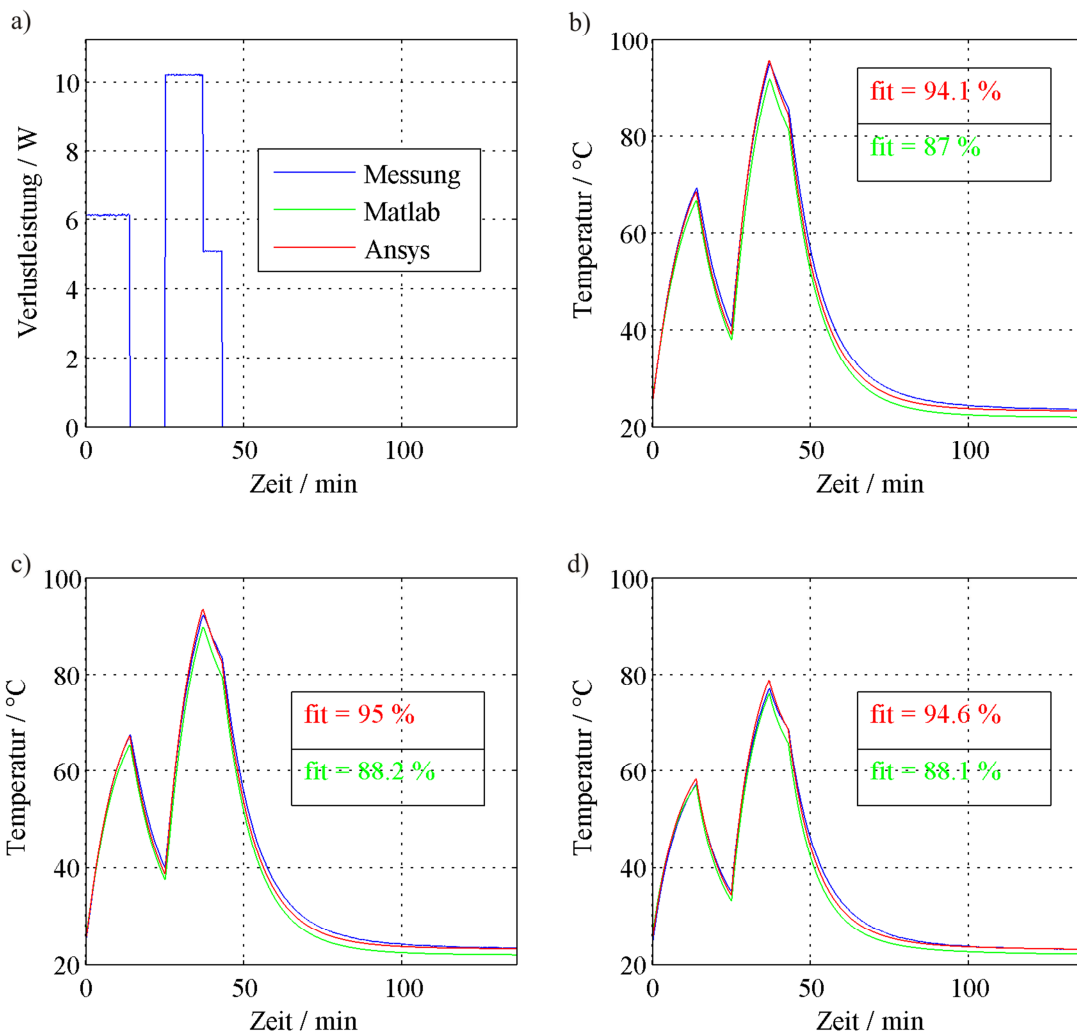 a)
Verlustleistung / W
10
8
6
4
2
0
0
50
100
Zeit / min
Messung
Matlab
Ansys
b)
Temperatur / °C
100
80
60
40
20
0
50
100
Zeit / min
fit = 94.1 %
fit = 87 %
c)
Temperatur / °C
100
80
60
40
20
0
50
100
Zeit / min
fit = 95 %
fit = 88.2 %
d)
Temperatur / °C
100
80
60
40
20
0
50
100
Zeit / min
fit = 94.6 %
fit = 88.1 %